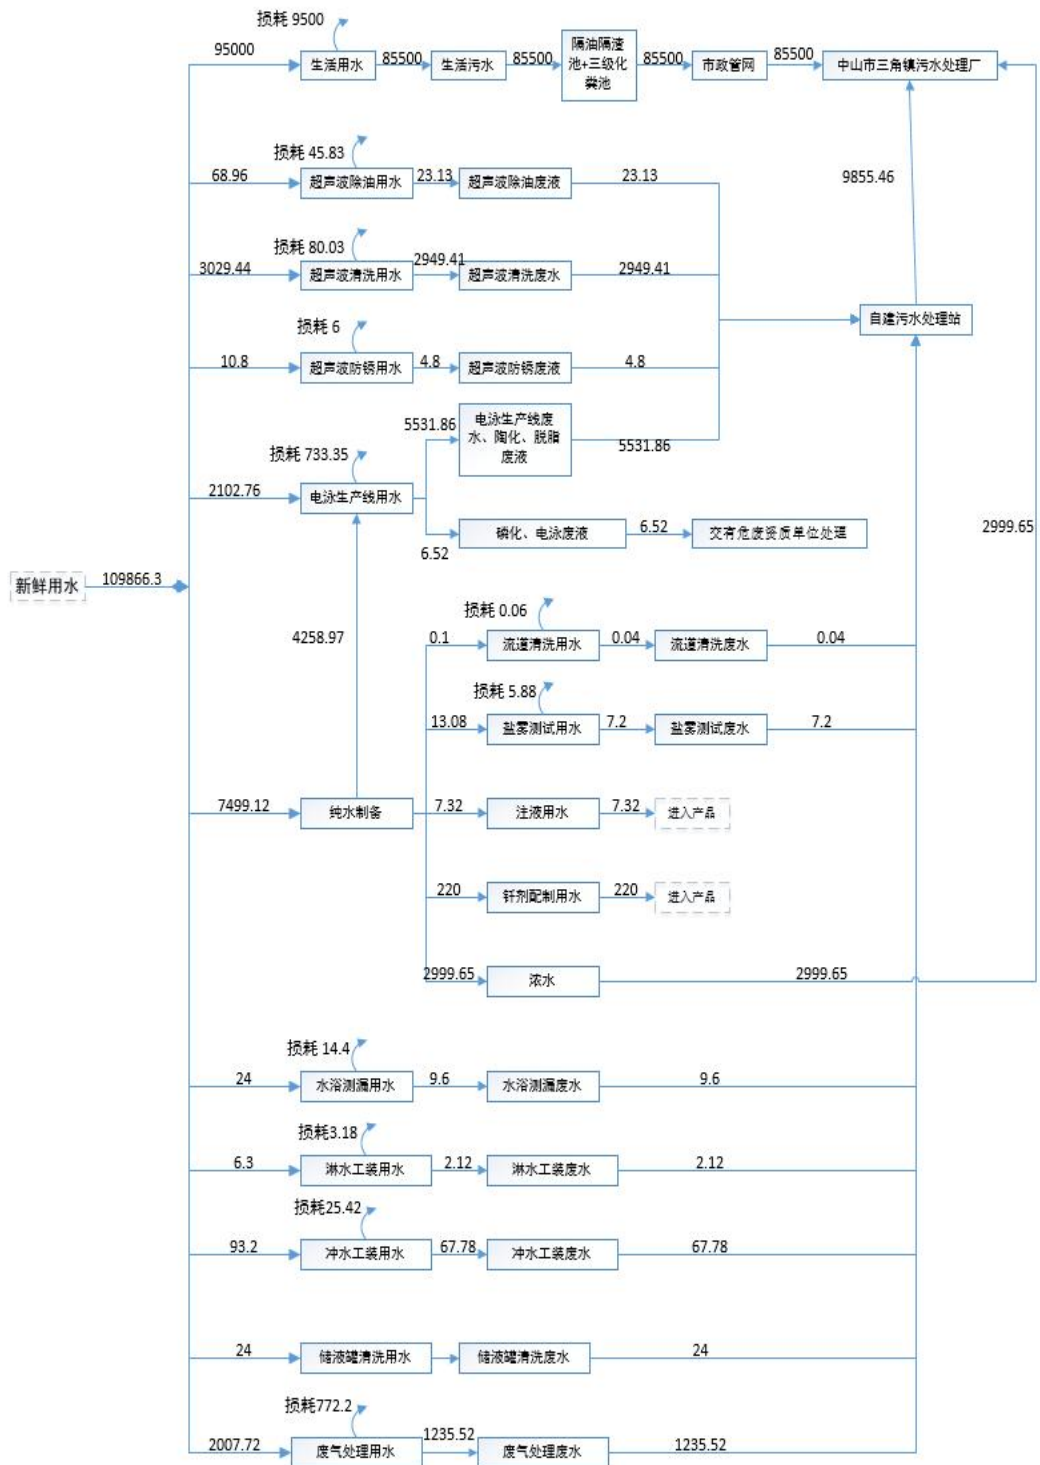 损耗 9500
95000
生活用水
85500
生活污水
85500
隔油隔渣
池+三级化
粪池
85500
市政管网
85500
中山市三角镇污水处理厂
损耗 45.83
68.96
超声波除油用水
23.13
超声波除油废液
23.13
9855.46
损耗 80.03
3029.44
超声波清洗用水
2949.41
超声波清洗废水
2949.41
自建污水处理站
损耗 6
10.8
超声波防锈用水
4.8
超声波防锈废液
4.8
5531.86
电泳生产线废
水、陶化、脱脂
废液
5531.86
损耗 733.35
2102.76
电泳生产线用水
6.52
磷化、电泳废液
6.52
交有危废资质单位处理
2999.65
新鲜用水
109866.3
4258.97
损耗 0.06
0.1
流道清洗用水
0.04
流道清洗废水
0.04
损耗 5.88
13.08
盐雾测试用水
7.2
盐雾测试废水
7.2
7499.12
纯水制备
7.32
注液用水
7.32
进入产品
220
钎剂配制用水
220
进入产品
2999.65
浓水
2999.65
损耗 14.4
24
水浴测漏用水
9.6
水浴测漏废水
9.6
损耗3.18
6.3
淋水工装用水
2.12
淋水工装废水
2.12
损耗25.42
93.2
冲水工装用水
67.78
冲水工装废水
67.78
24
储液罐清洗用水
储液罐清洗废水
24
损耗772.2
2007.72
废气处理用水
1235.52
废气处理废水
1235.52